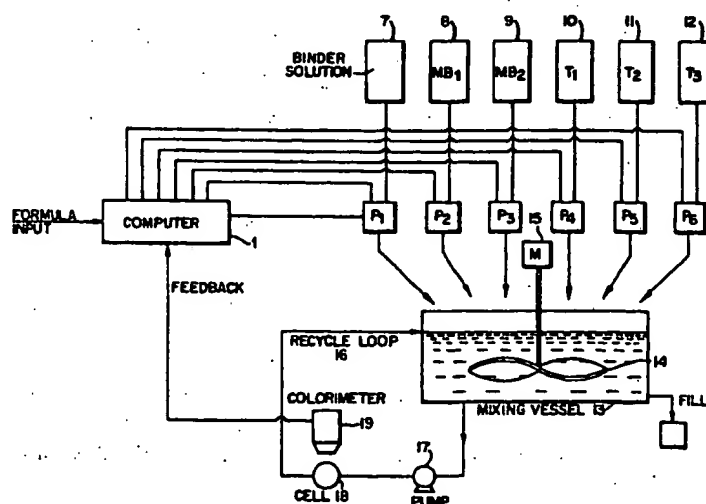 7 8 9 10 11 12
BINDER
SOLUTION
MB1 MB2 T1 T2 T3
FORMULA
INPUT
COMPUTER
1
P1 P2 P3 P4 P5 P6
15
M
FEEDBACK
RECYCLE LOOP
16
14
COLORIMETER
19
MIXING VESSEL 13
FILL
17
CELL 18
PUMP